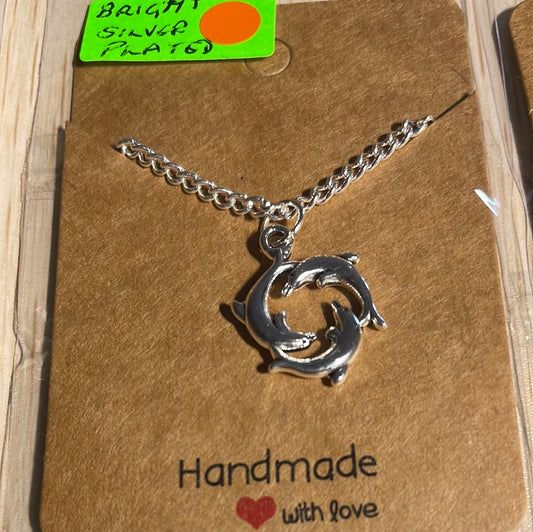 BRIGHT
SILVER
PLATED
Handmade
with love